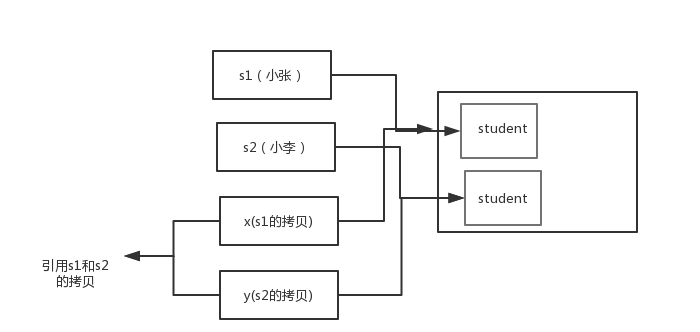 s1（小张 ）
student
s2（小李 ）
student
x(s1的拷贝)
引用s1和s2
的拷贝
y(s2的拷贝)